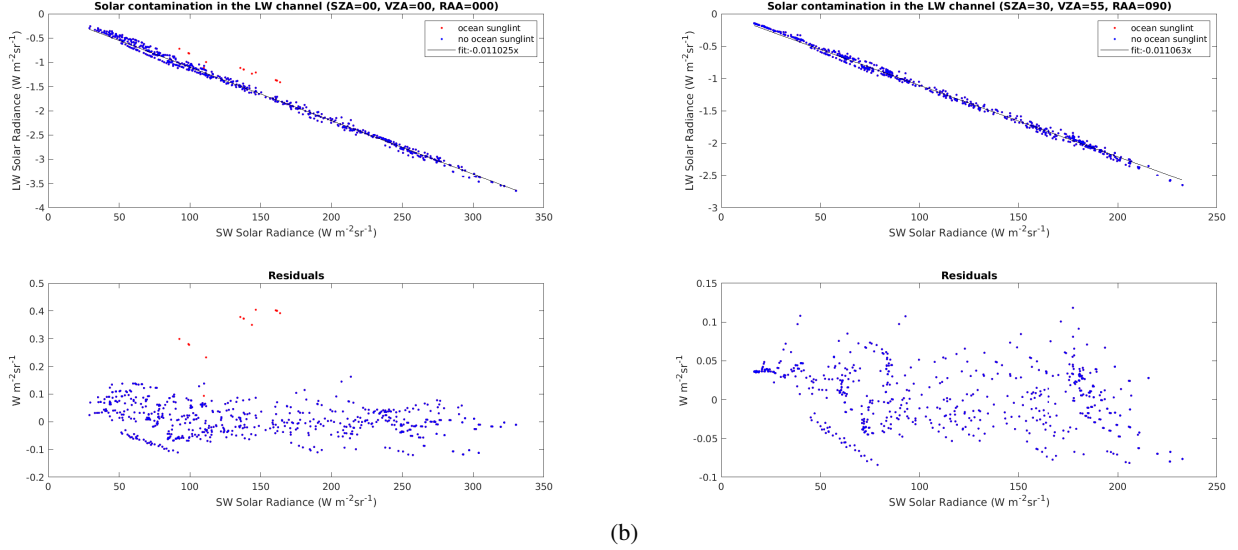 Solar contamination in the LW channel (SZA=00, VZA=00, RAA=000)
0
-0.5
-1
-1.5
-2
-2.5
-3
-3.5
-4
LW Solar Radiance (W m-2sr-1)
ocean sunglint
no ocean sunglint
fit:-0.011025x
0 50 100 150 200 250 300 350
SW Solar Radiance (W m-2sr-1)
Solar contamination in the LW channel (SZA=30, VZA=55, RAA=090)
0
-0.5
-1
-1.5
-2
-2.5
-3
LW Solar Radiance (W m-2sr-1)
ocean sunglint
no ocean sunglint
fit:-0.011063x
0 50 100 150 200 250
SW Solar Radiance (W m-2sr-1)
Residuals
0.5
0.4
0.3
0.2
0.1
0
-0.1
-0.2
W m-2sr-1
0 50 100 150 200 250 300 350
SW Solar Radiance (W m-2sr-1)
Residuals
0.15
0.1
0.05
0
-0.05
-0.1
W m-2sr-1
0 50 100 150 200 250
SW Solar Radiance (W m-2sr-1)
(b)